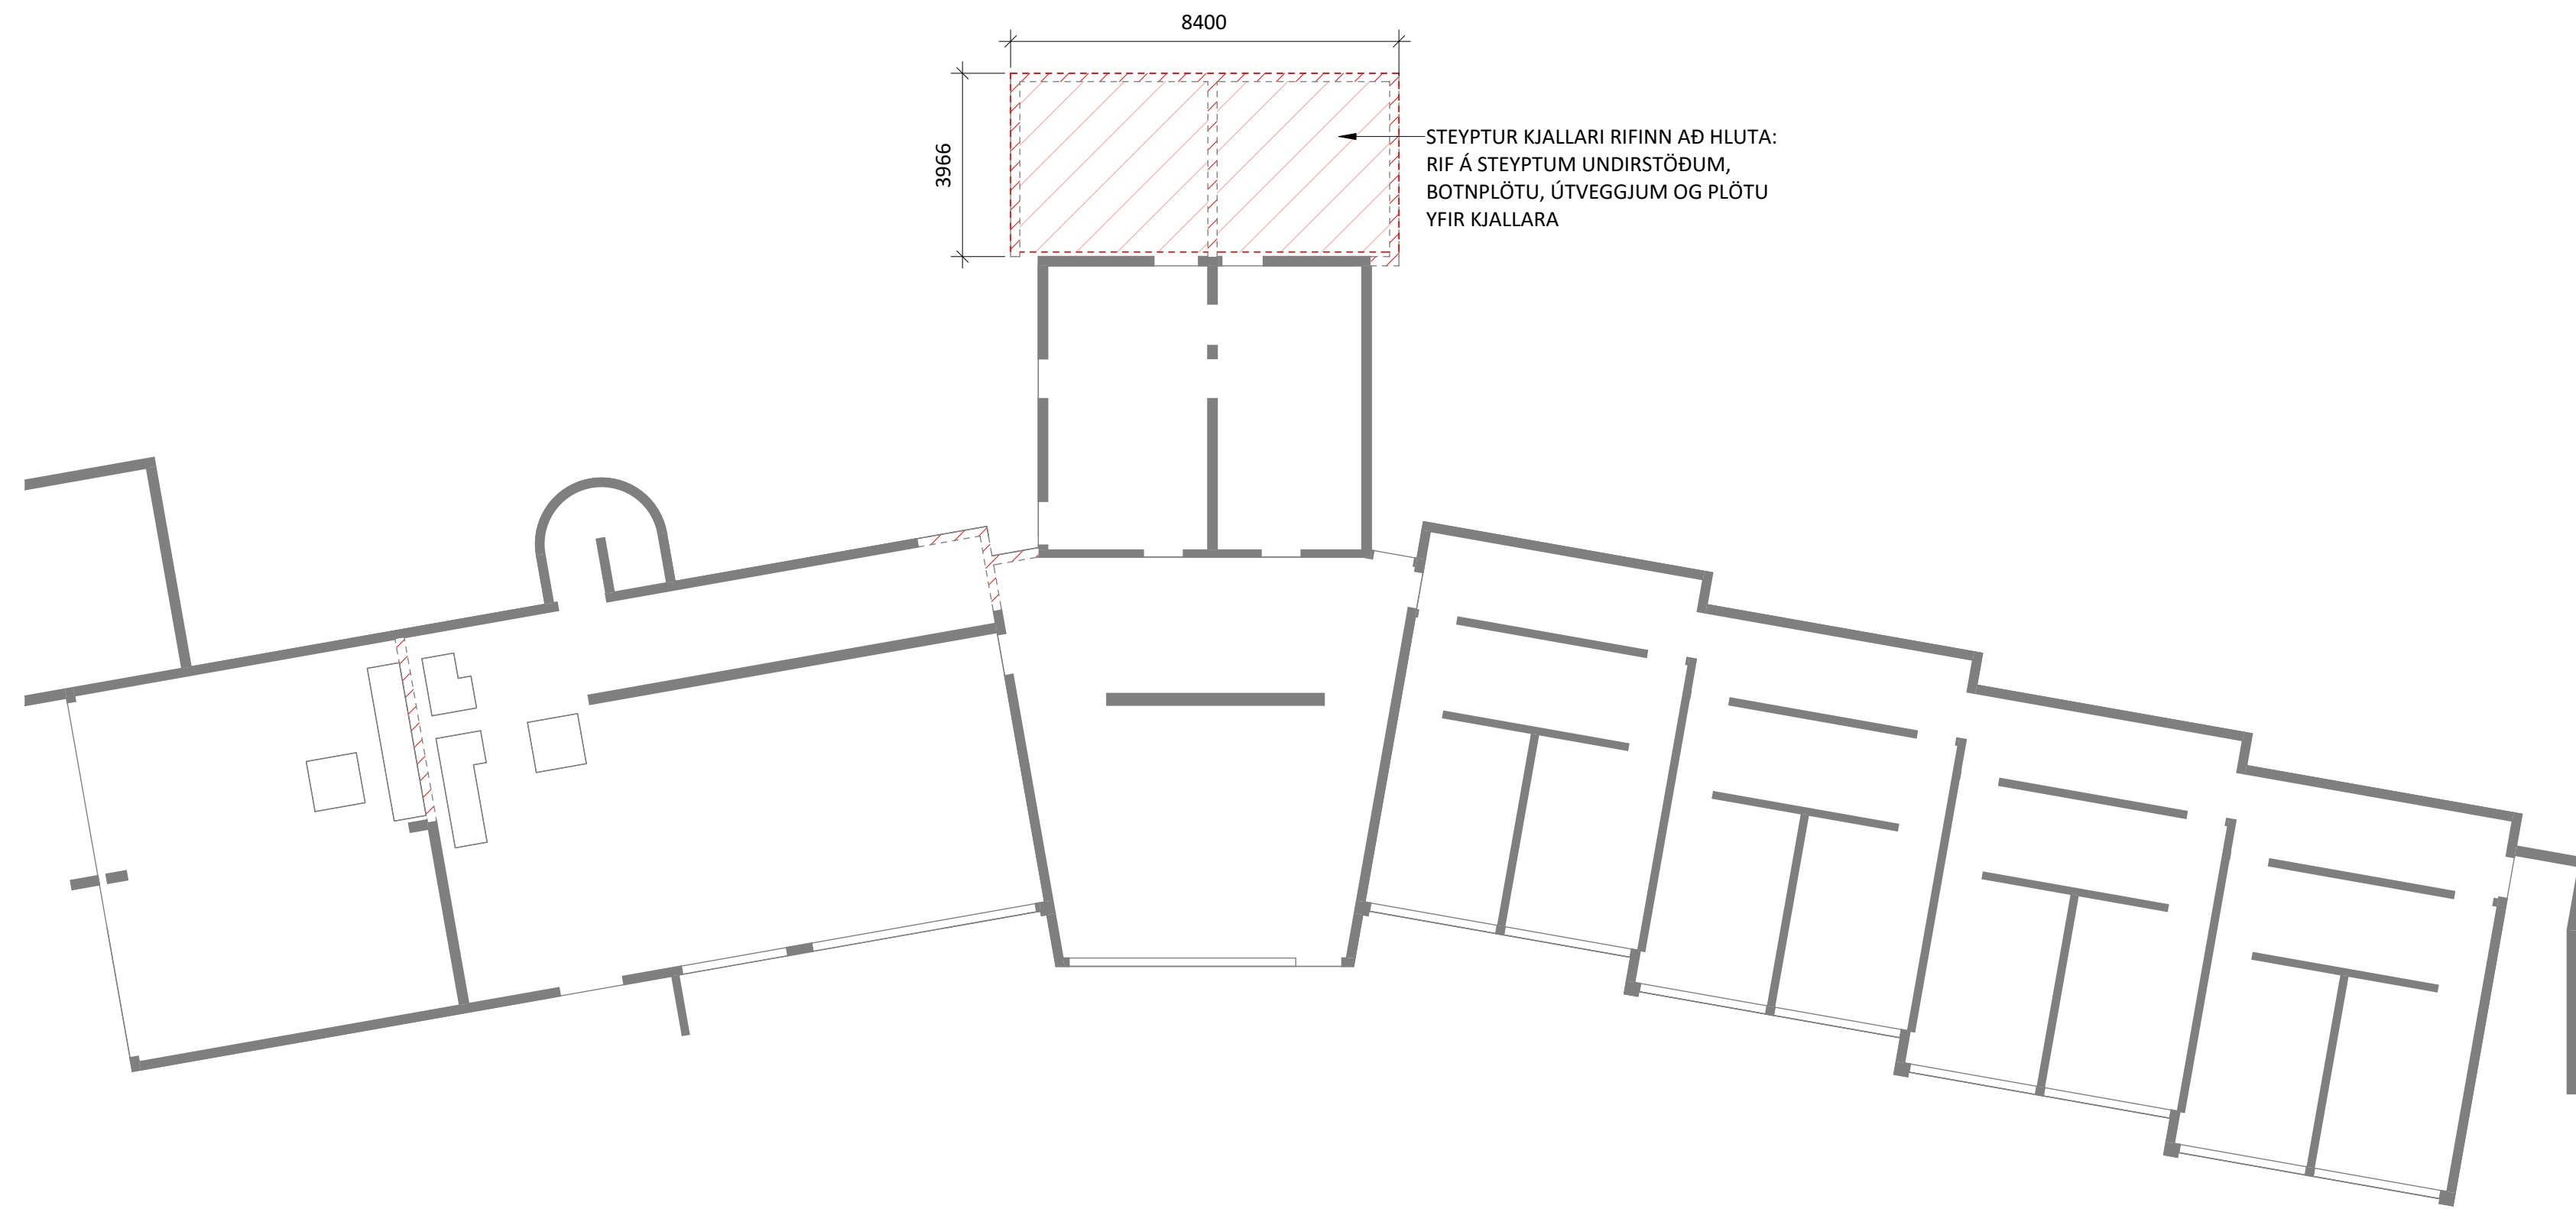 8400
3966
STEYPTUR KJALLARI RIFINN AÐ HLUTA:
RIF Á STEYPTUM UNDIRSTÖÐUM,
BOTNPLÖTU, ÚTVEGGJUM OG PLÖTU
YFIR KJALLARA